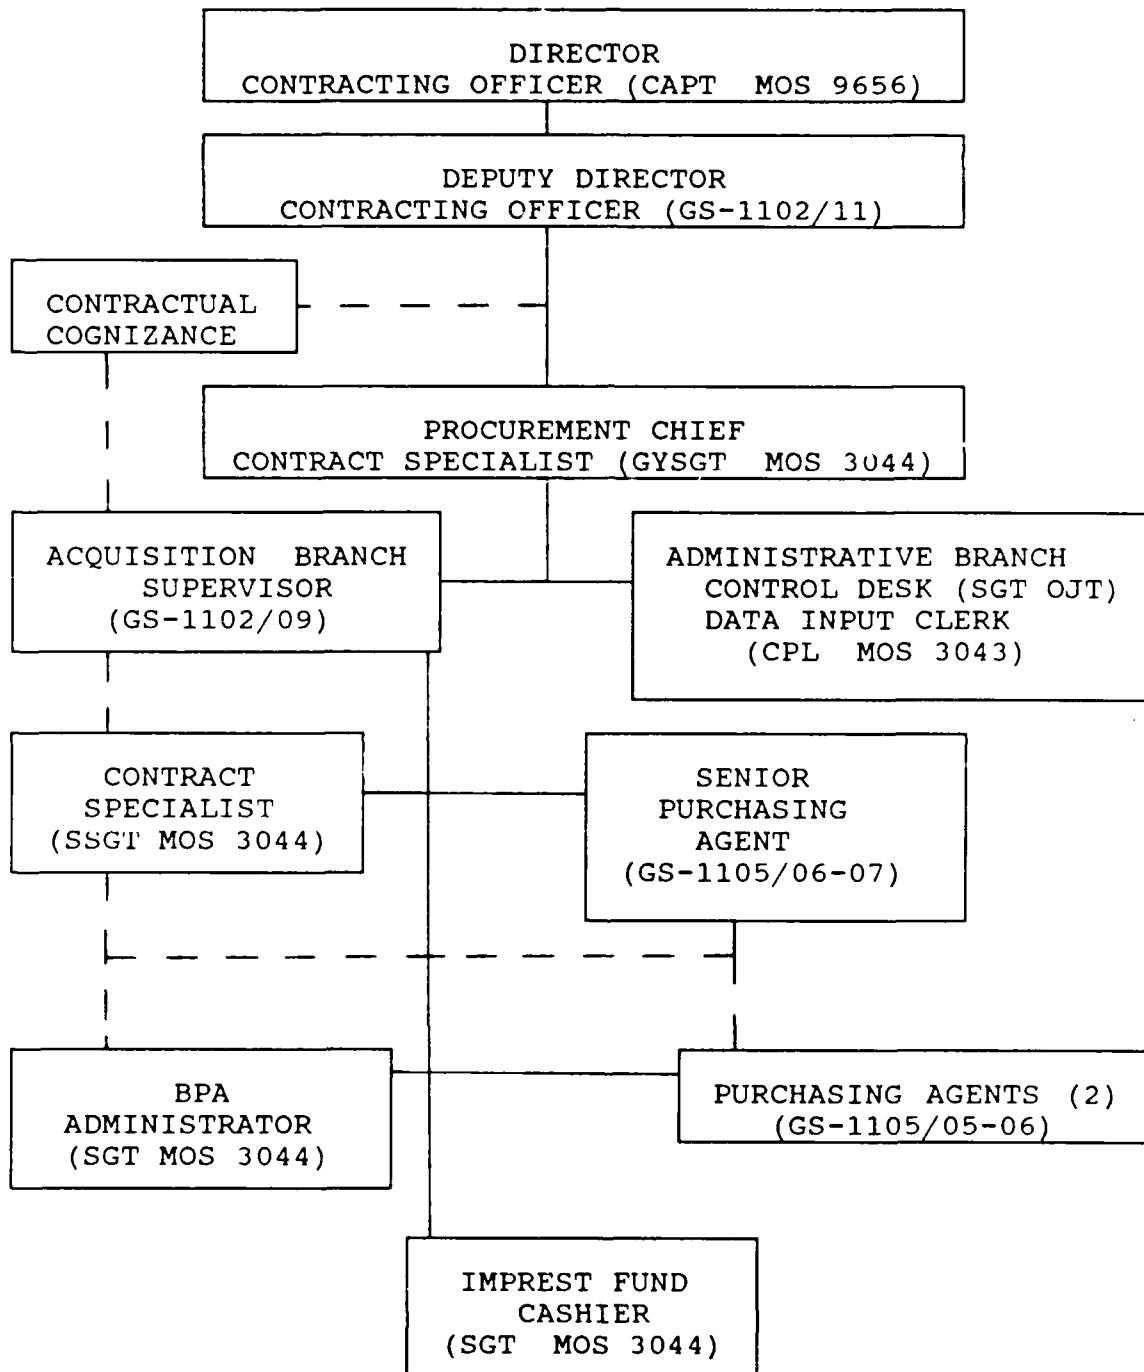 DIRECTOR
CONTRACTING OFFICER (CAPT MOS 9656)
DEPUTY DIRECTOR
CONTRACTING OFFICER (GS-1102/11)
CONTRACTUAL
COGNIZANCE
PROCUREMENT CHIEF
CONTRACT SPECIALIST (GYSGT MOS 3044)
ACQUISITION BRANCH
SUPERVISOR
(GS-1102/09)
ADMINISTRATIVE BRANCH
CONTROL DESK (SGT OJT)
DATA INPUT CLERK
(CPL MOS 3043)
CONTRACT
SPECIALIST
(SSGT MOS 3044)
SENIOR
PURCHASING
AGENT
(GS-1105/06-07)
BPA
ADMINISTRATOR
(SGT MOS 3044)
PURCHASING AGENTS (2)
(GS-1105/05-06)
IMPREST FUND
CASHIER
(SGT MOS 3044)